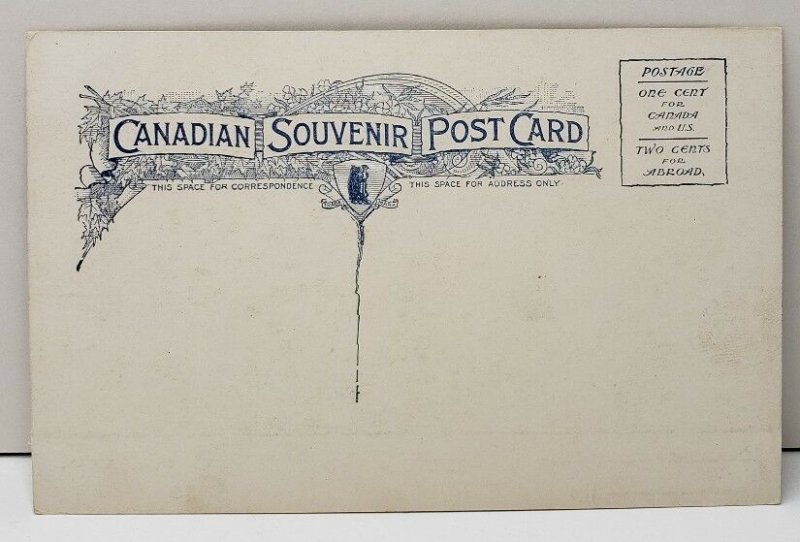 CANADIAN SOUVENIR POST CARD
THIS SPACE FOR CORRESPONDENCE
THIS SPACE FOR ADDRESS ONLY.
POSTAGE
ONE CENT
FOR
CANADA
AND U.S.
TWO CENTS
FOR
ABROAD.